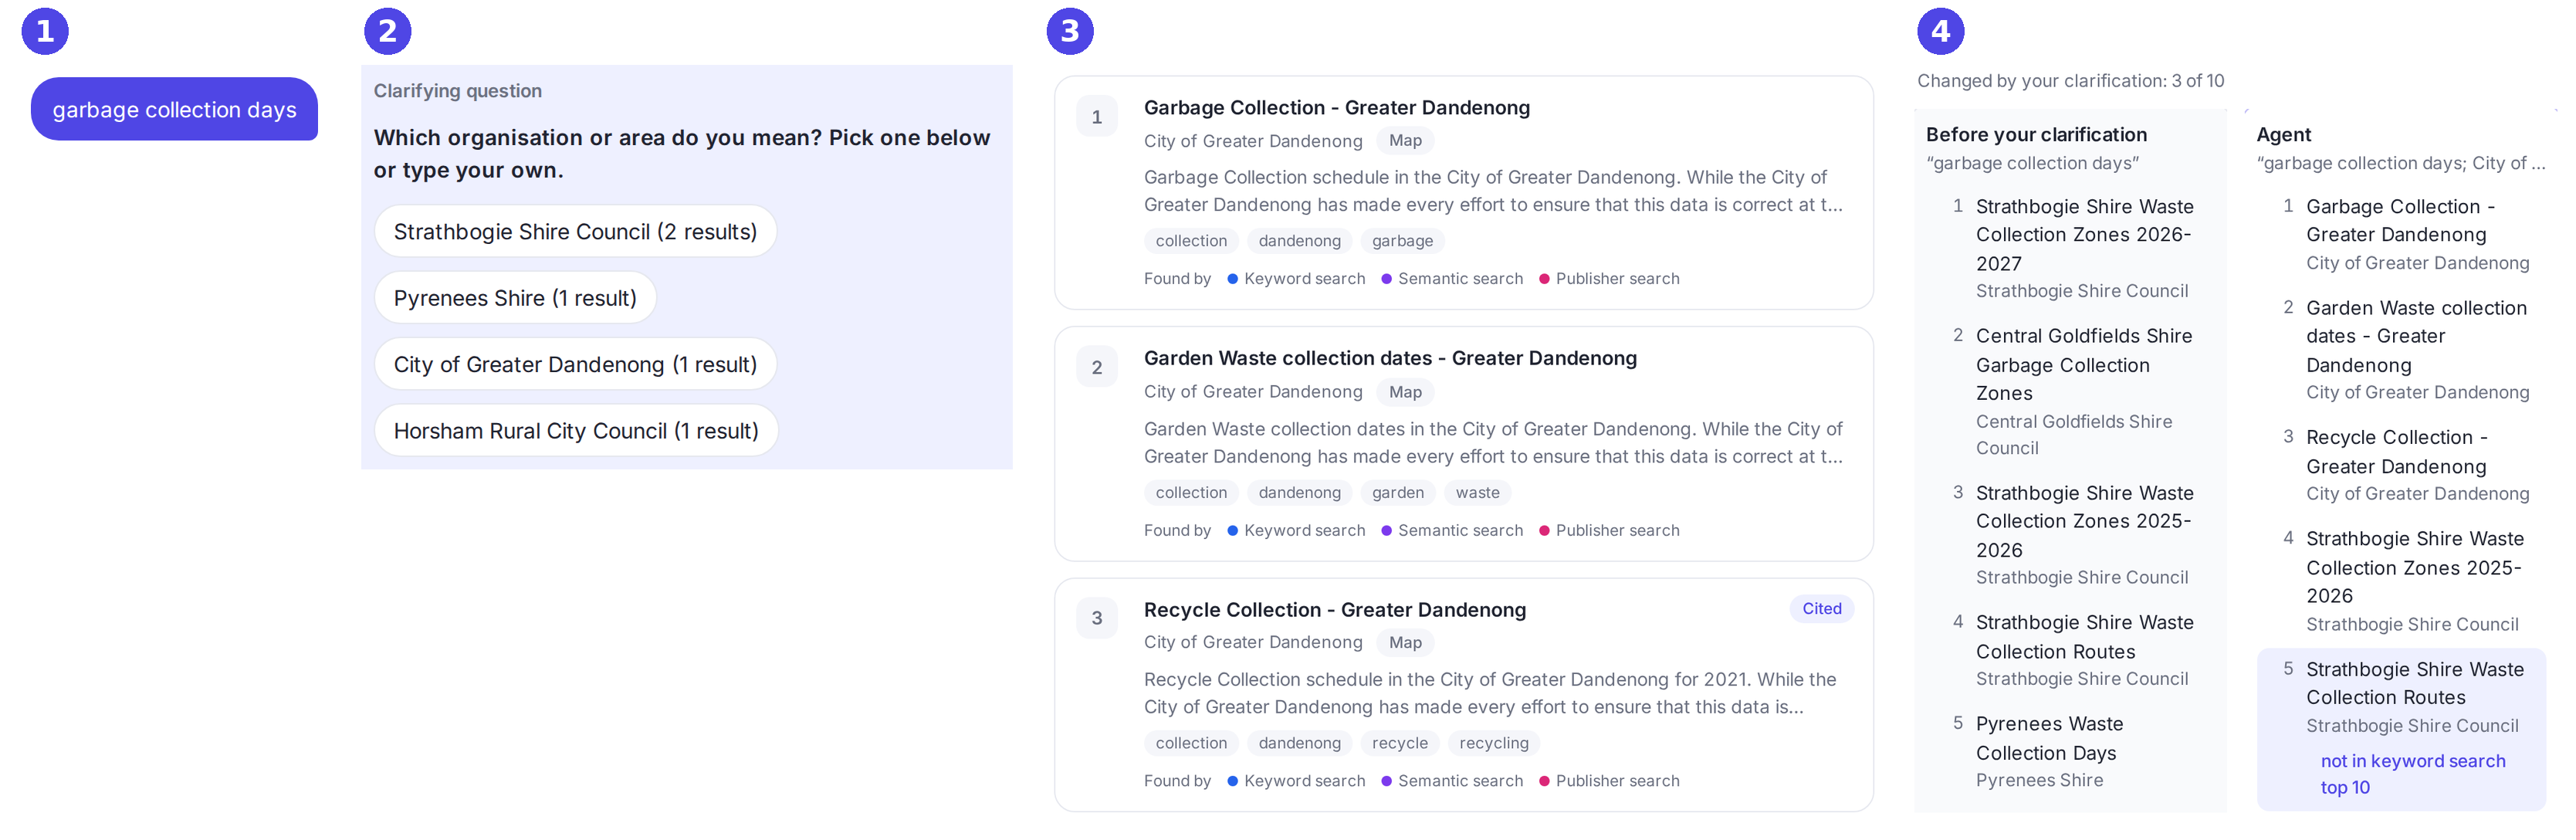 1
garbage collection days
2
Clarifying question
Which organisation or area do you mean? Pick one below
or type your own.
Strathbogie Shire Council (2 results)
Pyrenees Shire (1 result)
City of Greater Dandenong (1 result)
Horsham Rural City Council (1 result)
3
1
Garbage Collection - Greater Dandenong
City of Greater Dandenong Map
Garbage Collection schedule in the City of Greater Dandenong. While the City of
Greater Dandenong has made every effort to ensure that this data is correct at t...
collection dandenong garbage
Found by Keyword search Semantic search Publisher search
2
Garden Waste collection dates - Greater Dandenong
City of Greater Dandenong Map
Garden Waste collection dates in the City of Greater Dandenong. While the City of
Greater Dandenong has made every effort to ensure that this data is correct at t...
collection dandenong garden waste
Found by Keyword search Semantic search Publisher search
3
Recycle Collection - Greater Dandenong Cited
City of Greater Dandenong Map
Recycle Collection schedule in the City of Greater Dandenong for 2021. While the
City of Greater Dandenong has made every effort to ensure that this data is...
collection dandenong recycle recycling
Found by Keyword search Semantic search Publisher search
4
Changed by your clarification: 3 of 10
Before your clarification
“garbage collection days”
1 Strathbogie Shire Waste
Collection Zones 2026-
2027
Strathbogie Shire Council
2 Central Goldfields Shire
Garbage Collection
Zones
Central Goldfields Shire
Council
3 Strathbogie Shire Waste
Collection Zones 2025-
2026
Strathbogie Shire Council
4 Strathbogie Shire Waste
Collection Routes
Strathbogie Shire Council
5 Pyrenees Waste
Collection Days
Pyrenees Shire
Agent
“garbage collection days; City of ...
1 Garbage Collection -
Greater Dandenong
City of Greater Dandenong
2 Garden Waste collection
dates - Greater
Dandenong
City of Greater Dandenong
3 Recycle Collection -
Greater Dandenong
City of Greater Dandenong
4 Strathbogie Shire Waste
Collection Zones 2025-
2026
Strathbogie Shire Council
5 Strathbogie Shire Waste
Collection Routes
Strathbogie Shire Council
not in keyword search
top 10